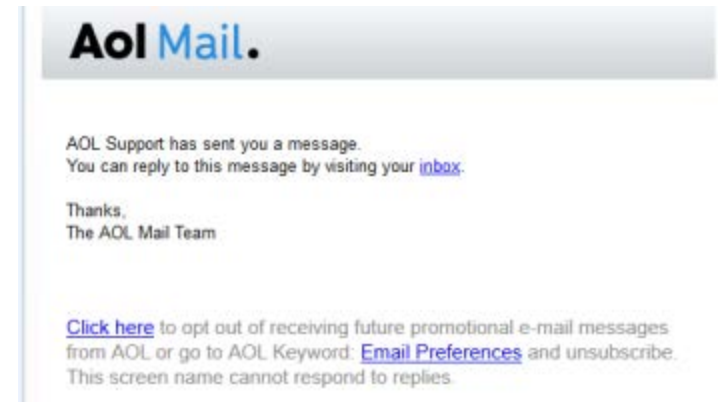 Aol Mail.
AOL Support has sent you a message.
You can reply to this message by visiting your inbox.
Thanks,
The AOL Mail Team
Click here to opt out of receiving future promotional e-mail messages
from AOL or go to AOL Keyword: Email Preferences and unsubscribe.
This screen name cannot respond to replies.